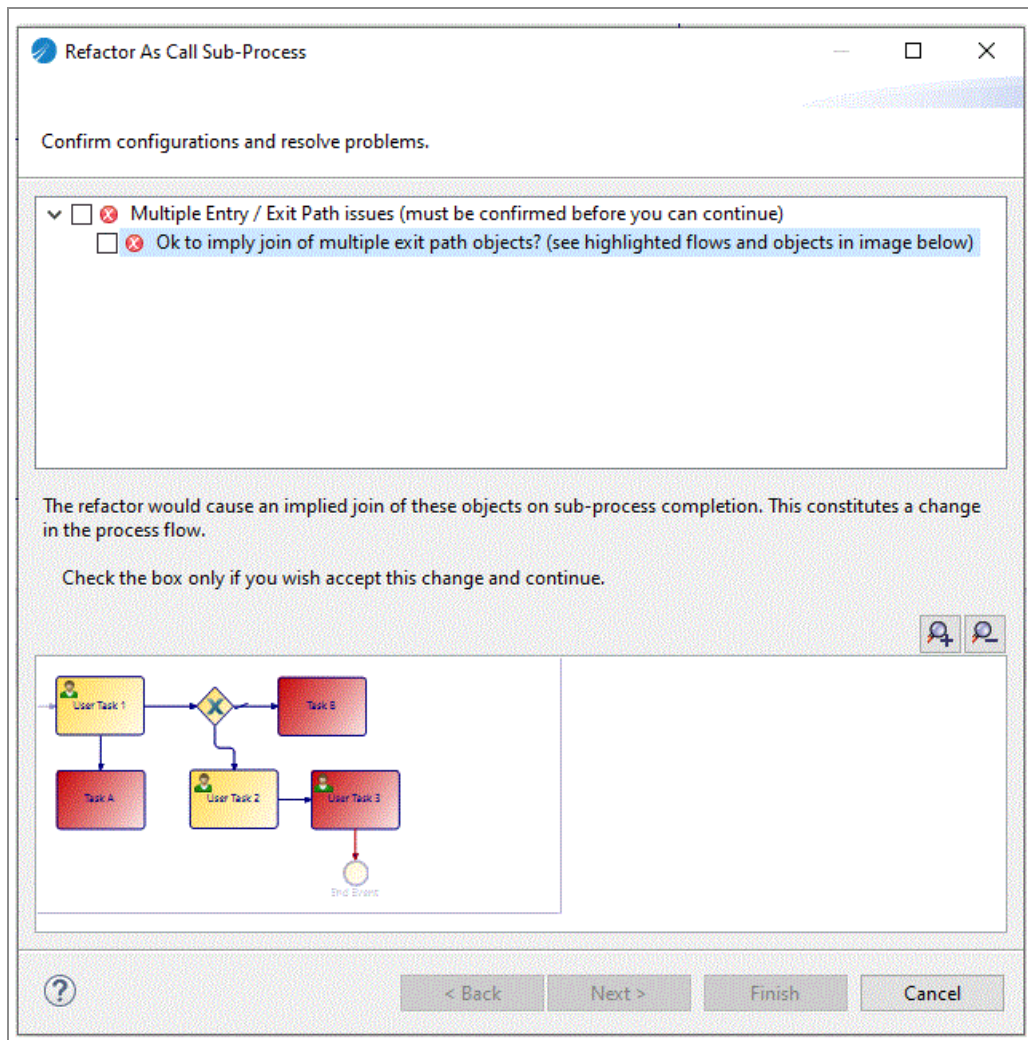 Refactor As Call Sub-Process
Confirm configurations and resolve problems.
Multiple Entry / Exit Path issues (must be confirmed before you can continue)
Ok to imply join of multiple exit path objects? (see highlighted flows and objects in image below)
The refactor would cause an implied join of these objects on sub-process completion. This constitutes a change
in the process flow.
Check the box only if you wish accept this change and continue.
User Task 1
Task B
Task A
User Task 2
User Task 3
End Event
?
< Back
Next >
Finish
Cancel